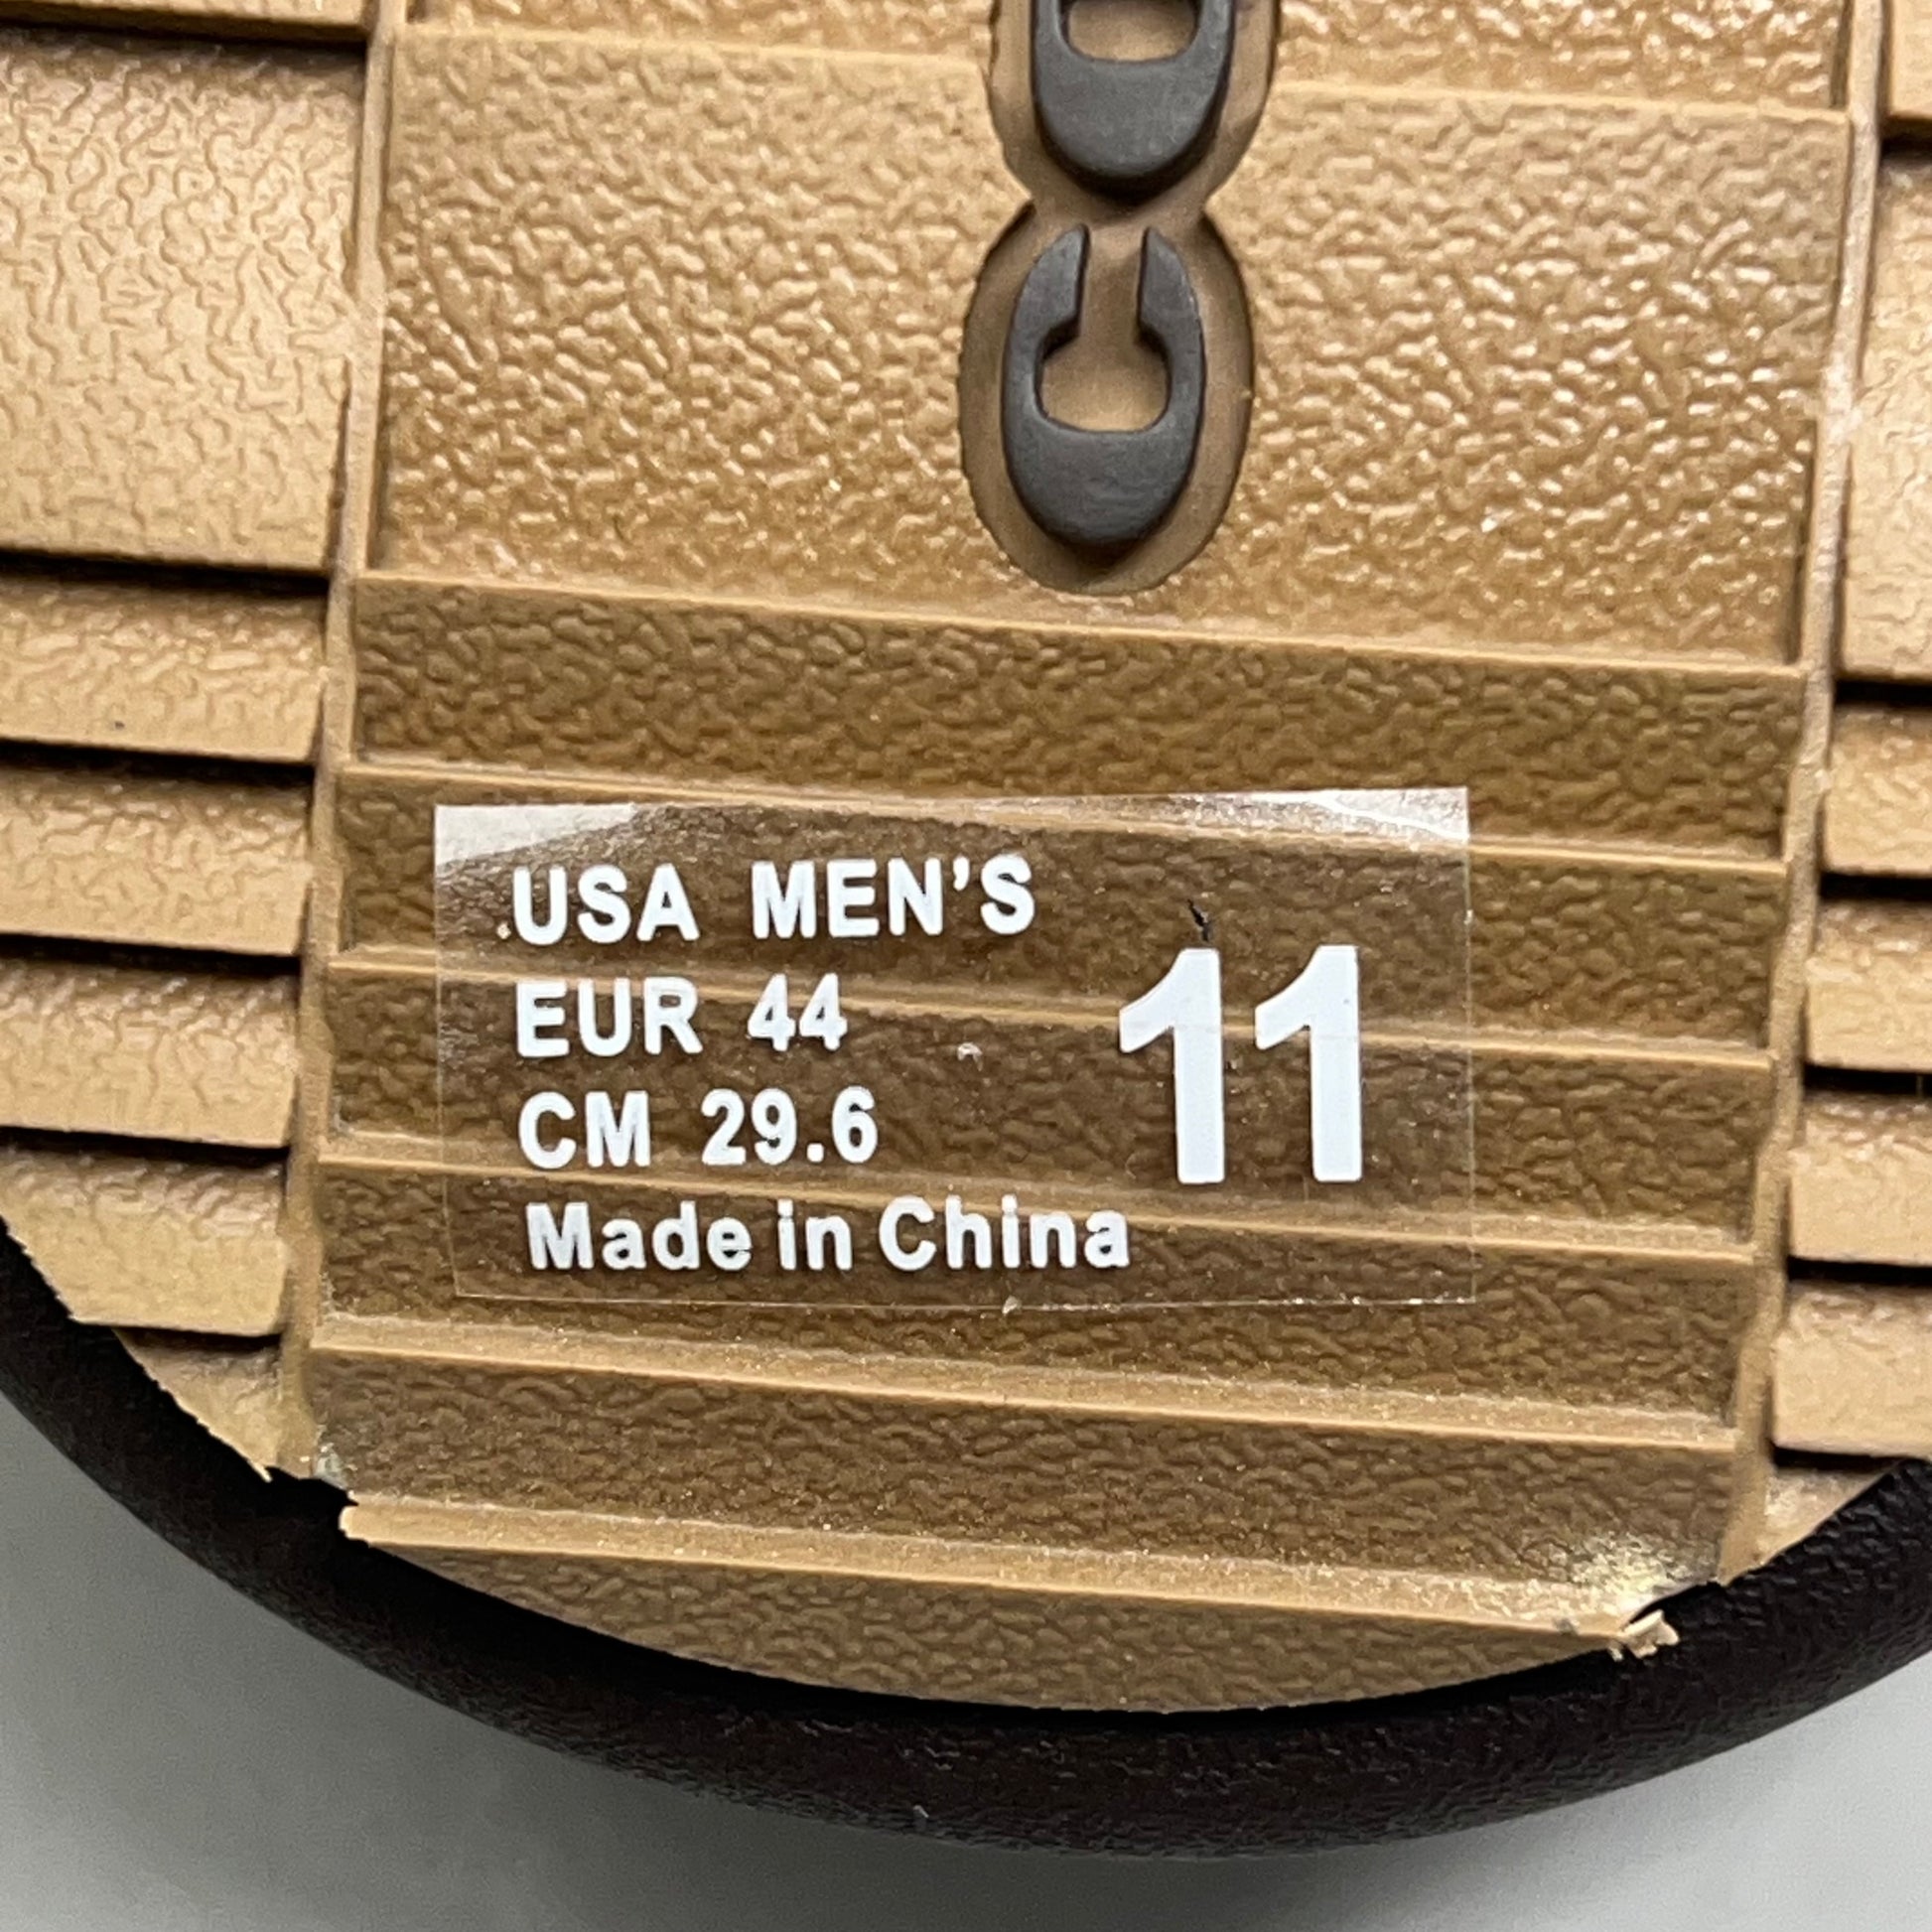 USA MEN'S
EUR 44
CM 29.6
11
Made in China